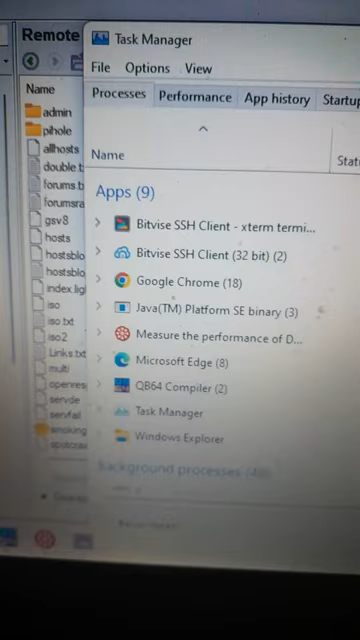 Remote
Task Manager
File Options View
Processes Performance App history Startup
Name
admin
pihole
allhosts
double.t
forums.b
forumsra
gsv8
hosts
hostsblo
hostsblo
index.lig
iso
iso.txt
iso2
Links.txt
multi
openres
servde
servfail
smoking
Name
Stat
Apps (9)
Bitvise SSH Client - xterm termi...
Bitvise SSH Client (32 bit) (2)
Google Chrome (18)
Java(TM) Platform SE binary (3)
Measure the performance of D...
Microsoft Edge (8)
QB64 Compiler (2)
Task Manager
Windows Explorer
Background processes